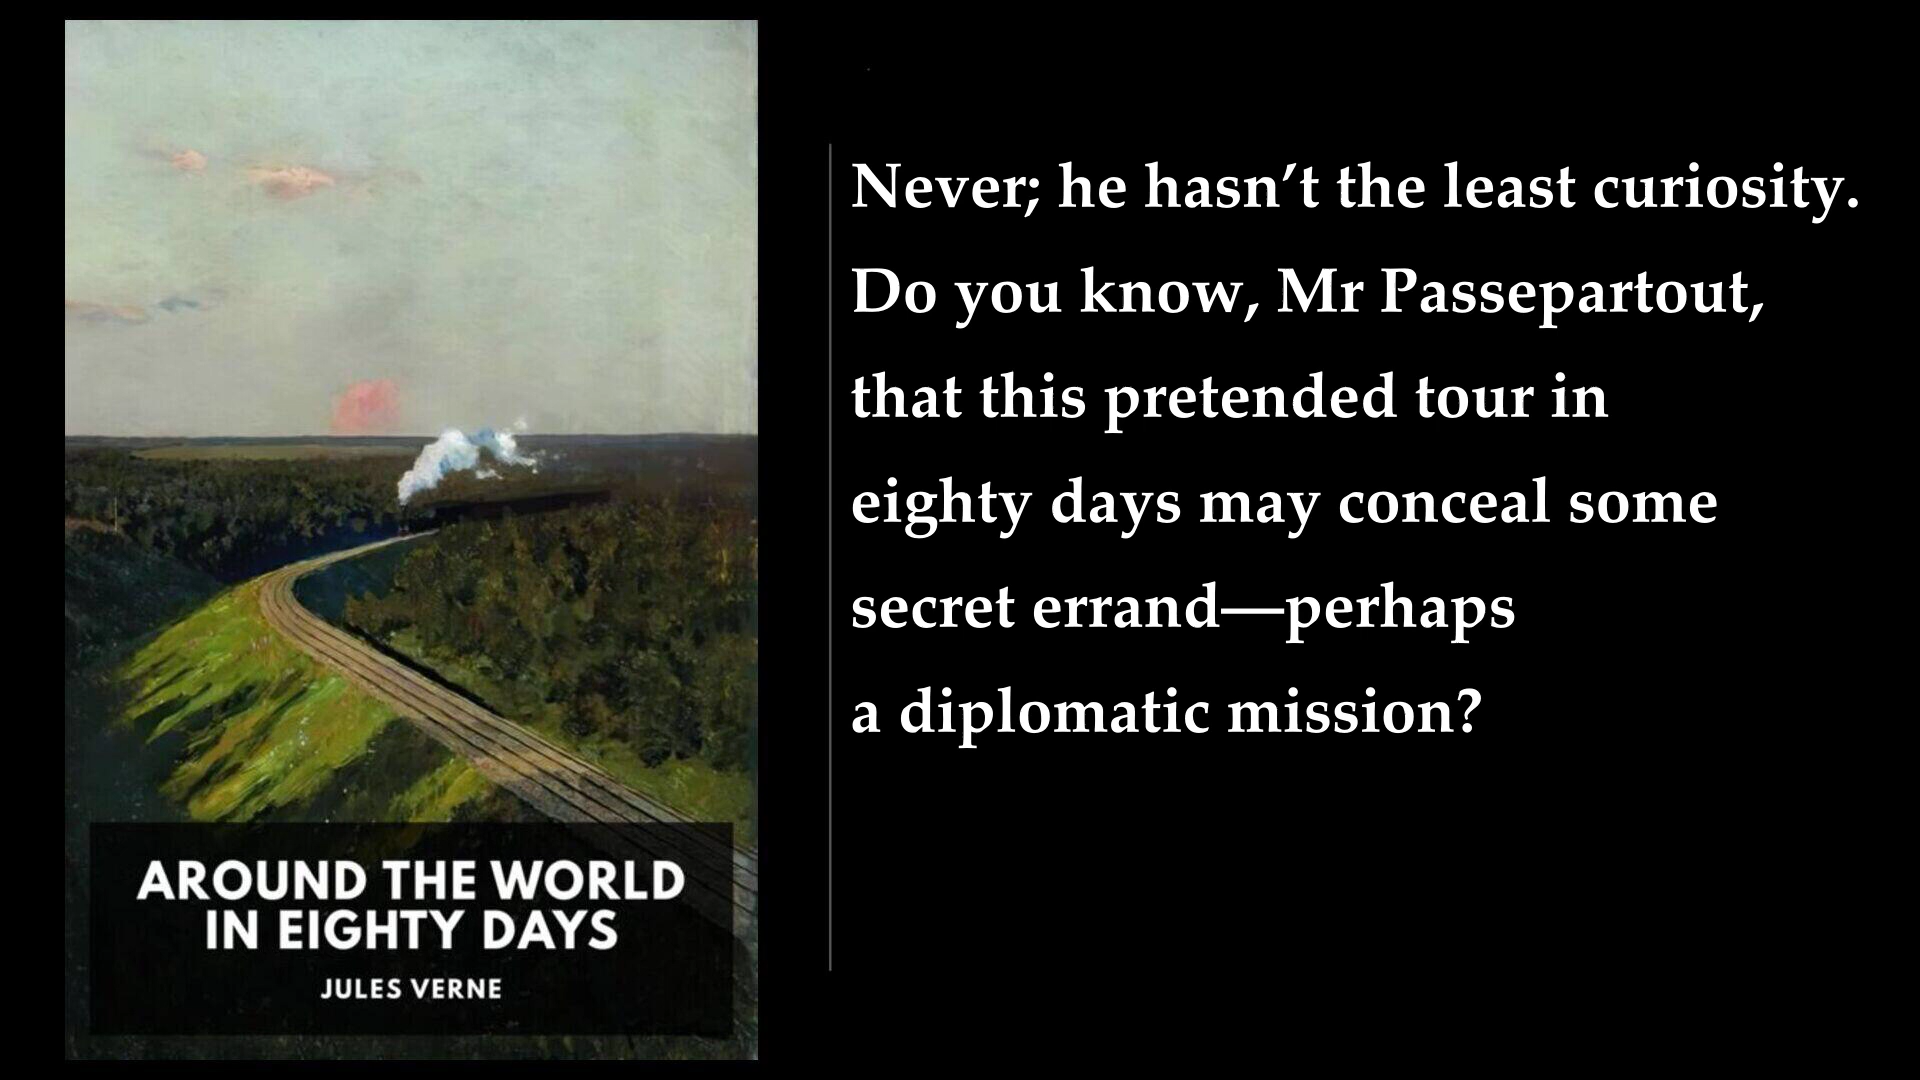 Never; he hasn’t the least curiosity.
Do you know, Mr Passepartout,
that this pretended tour in
eighty days may conceal some
secret errand—perhaps
a diplomatic mission?
AROUND THE WORLD
IN EIGHTY DAYS
JULES VERNE